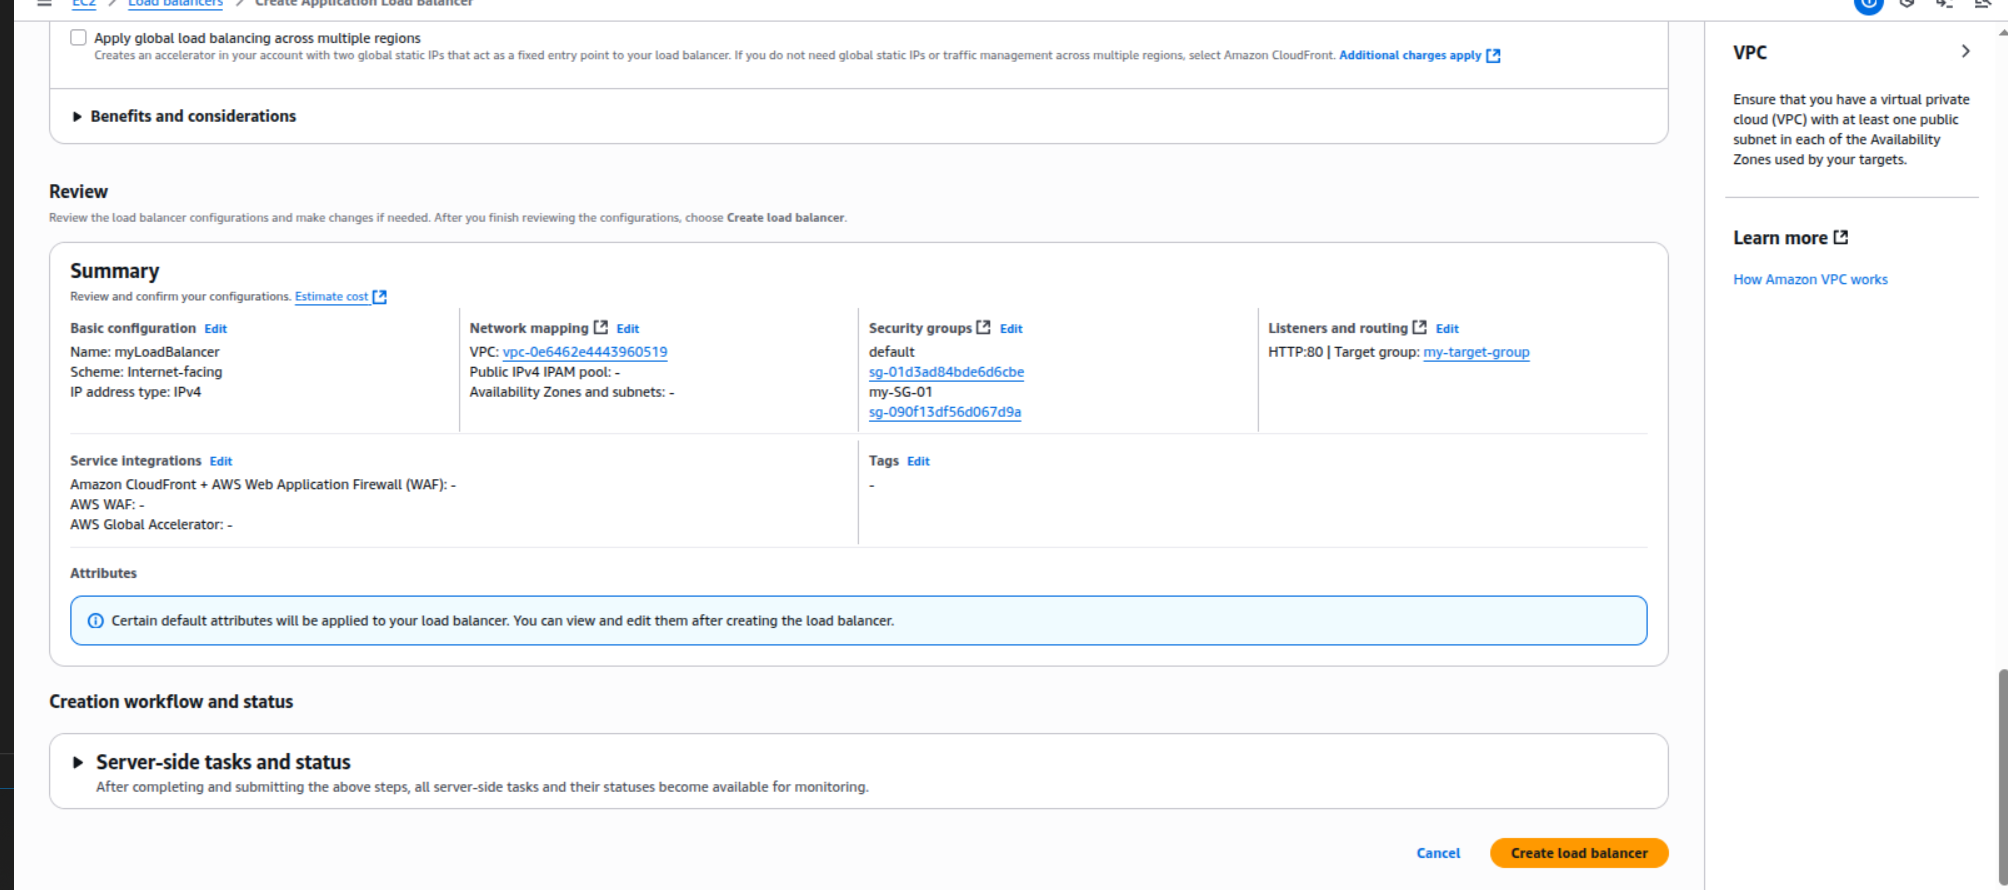 EC2 > Load balancers > Create Application Load Balancer
Apply global load balancing across multiple regions
Creates an accelerator in your account with two global static IPs that act as a fixed entry point to your load balancer. If you do not need global static IPs or traffic management across multiple regions, select Amazon CloudFront. Additional charges apply
Benefits and considerations
Review
Review the load balancer configurations and make changes if needed. After you finish reviewing the configurations, choose Create load balancer.
Summary
Review and confirm your configurations. Estimate cost
Basic configuration Edit
Name: myLoadBalancer
Scheme: Internet-facing
IP address type: IPv4
Network mapping Edit
VPC: vpc-0e6462e4443960519
Public IPv4 IPAM pool: -
Availability Zones and subnets: -
Security groups Edit
default
sg-01d3ad84bde6d6cbe
my-SG-01
sg-090f13df56d067d9a
Listeners and routing Edit
HTTP:80 | Target group: my-target-group
Service integrations Edit
Amazon CloudFront + AWS Web Application Firewall (WAF): -
AWS WAF: -
AWS Global Accelerator: -
Tags Edit
-
Attributes
Certain default attributes will be applied to your load balancer. You can view and edit them after creating the load balancer.
Creation workflow and status
Server-side tasks and status
After completing and submitting the above steps, all server-side tasks and their statuses become available for monitoring.
Cancel
Create load balancer
VPC
Ensure that you have a virtual private
cloud (VPC) with at least one public
subnet in each of the Availability
Zones used by your targets.
Learn more
How Amazon VPC works